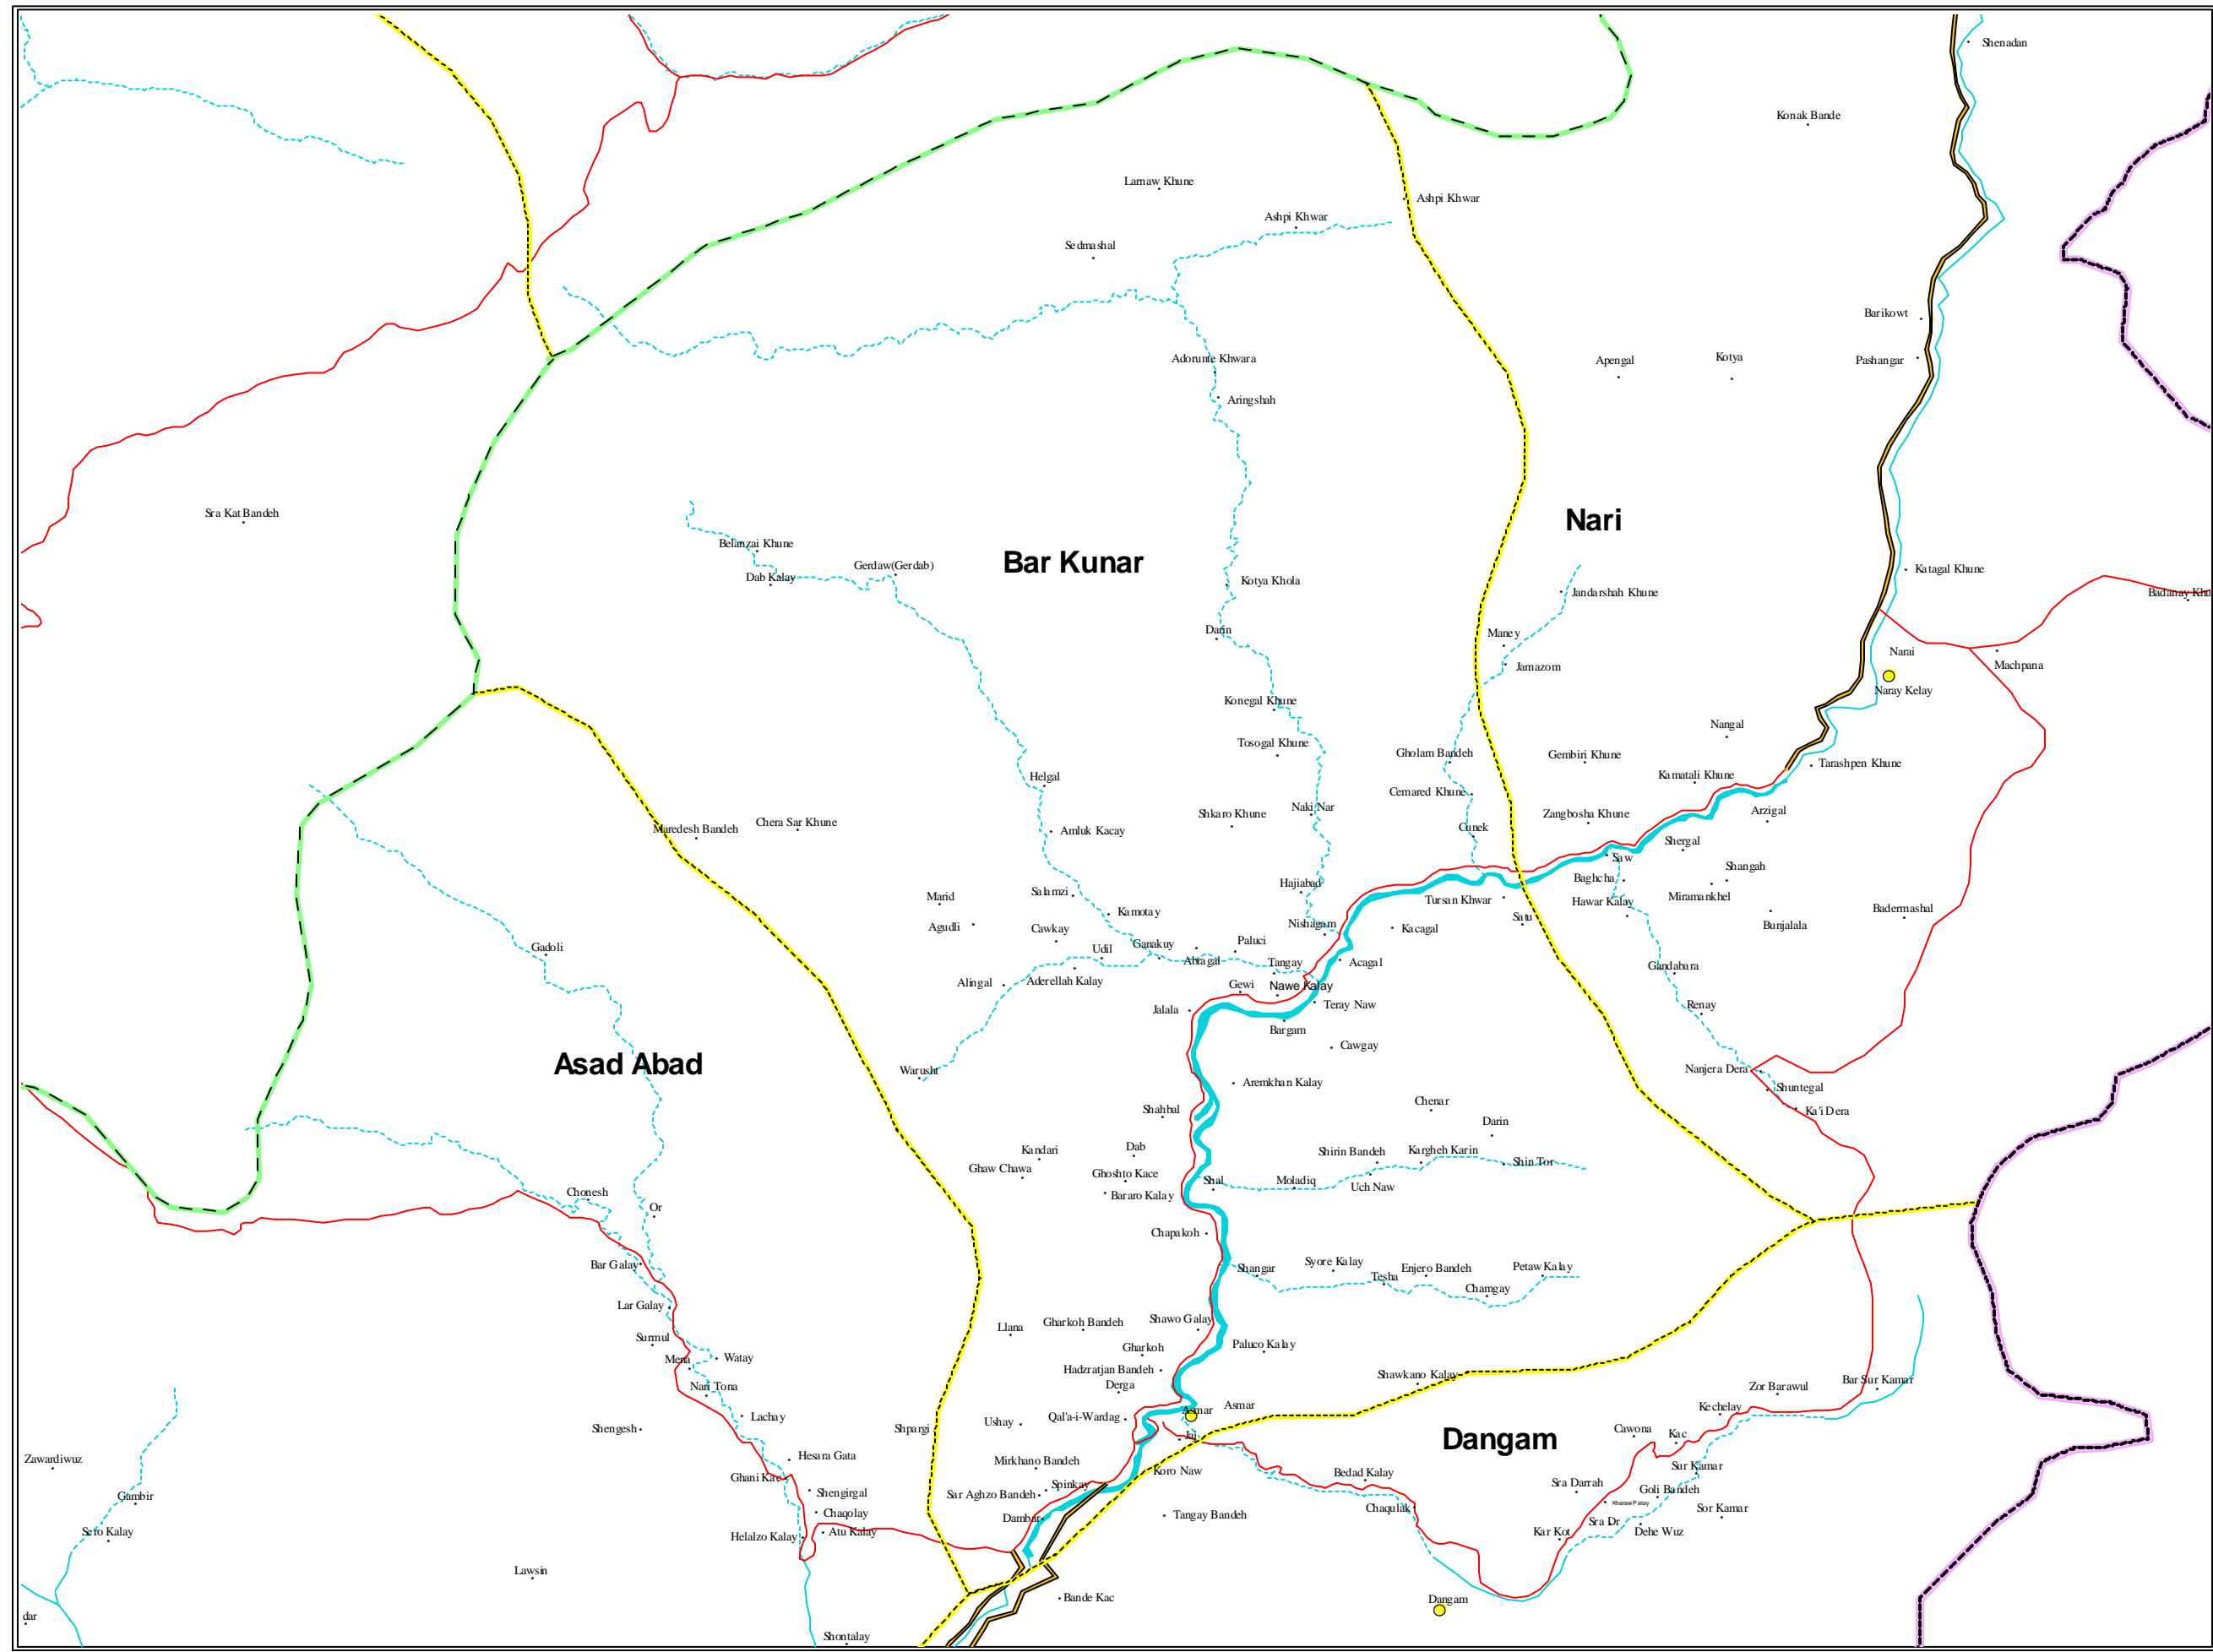 Shenadan
Konak Bande
Larnaw Khune
Ashpi Khwar
Ashpi Khwar
Sedmashal
Barikowt
Adorunte Khwara
Apengal
Kotya
Pashangar
Aringshah
Sra Kat Bandeh
Nari
Belanzai Khune
Bar Kunar
Gerdaw(Gerdab)
Katagal Khune
Dab Kalay
Kotya Khola
Jandarshah Khune
Badanay Khu
Darin
Maney
Narai
Jamazom
Machpana
Naray Kelay
Konegal Khune
Nangal
Tosogal Khune
Gholam Bandeh
Gembiri Khune
Tarashpen Khune
Helgal
Kamatali Khune
Cemared Khune
Naki Nar
Shkaro Khune
Zangbosha Khune
Arzigal
Chera Sar Khune
Maredesh Bandeh
Amluk Kacay
Cunek
Shergal
Saw
Shangah
Baghcha
Hajiabad
Salamzi
Marid
Miramankhel
Tursan Khwar
Hawar Kalay
Kamotay
Badermashal
Satu
Nishagam
Agudli
Cawkay
Kacagal
Bunjalala
Gadoli
Udil
Ganakuy
Paluci
Abragal
Tangay
Acagal
Gandabara
Alingal
Aderellah Kalay
Gewi
Nawe Kalay
Jalala
Teray Naw
Renay
Bargam
Cawgay
Asad Abad
Warusht
Nanjera Dera
Aremkhan Kalay
Shuntegal
Shahbal
Chenar
Ka'i Dera
Darin
Kandari
Dab
Shirin Bandeh
Kargheh Karin
Ghaw Chawa
Ghoshto Kace
Shin Tor
Chonesh
Bararo Kalay
Shal
Moladiq
Uch Naw
Or
Chapakoh
Bar Galay
Shangar
Syore Kalay
Tesha
Enjero Bandeh
Petaw Kalay
Chamgay
Lar Galay
Llana
Gharkoh Bandeh
Shawo Galay
Surmul
Gharkoh
Paluco Kalay
Mena
Watay
Hadzratjan Bandeh
Shawkano Kalay
Bar Sur Kamar
Nari Tona
Derga
Zor Barawul
Lachay
Ushay
Qal'a-i-Wardag
Asmar
Asmar
Kechelay
Shengesh
Shpargi
Jaj
Dangam
Cawona
Kac
Zawardiwuz
Hesara Gata
Mirkhano Bandeh
Koro Naw
Bedad Kalay
Sur Kamar
Ghani Kac
Spinkay
Sra Darrah
Goli Bandeh
Gambir
Shengirgal
Sar Aghzo Bandeh
Kharaw Patay
Sor Kamar
Chaqolay
Dambar
Tangay Bandeh
Chaqulak
Sra Dr
Sero Kalay
Helalzo Kalay
Atu Kalay
Kar Kot
Dehe Wuz
Lawsin
Bande Kac
Dangam
dar
Shontalay